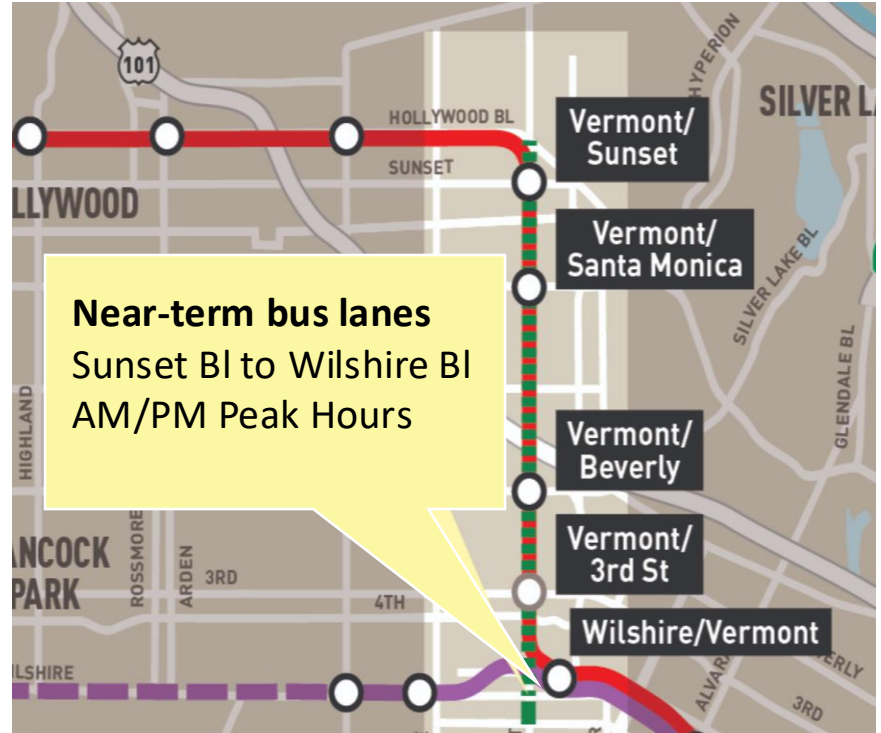 101
HOLLYWOOD BL
SUNSET
HYPERION
SILVER L
Vermont/
Sunset
LLYWOOD
Vermont/
Santa Monica
SILVER LAKE BL
GLENDALE BL
Near-term bus lanes
Sunset Bl to Wilshire Bl
AM/PM Peak Hours
HIGHLAND
Vermont/
Beverly
ANCOCK
PARK
ROSSMORE
ARDEN
3RD
4TH
Vermont/
3rd St
Wilshire/Vermont
ILSHIRE
ALVARA
VERLY
3RD